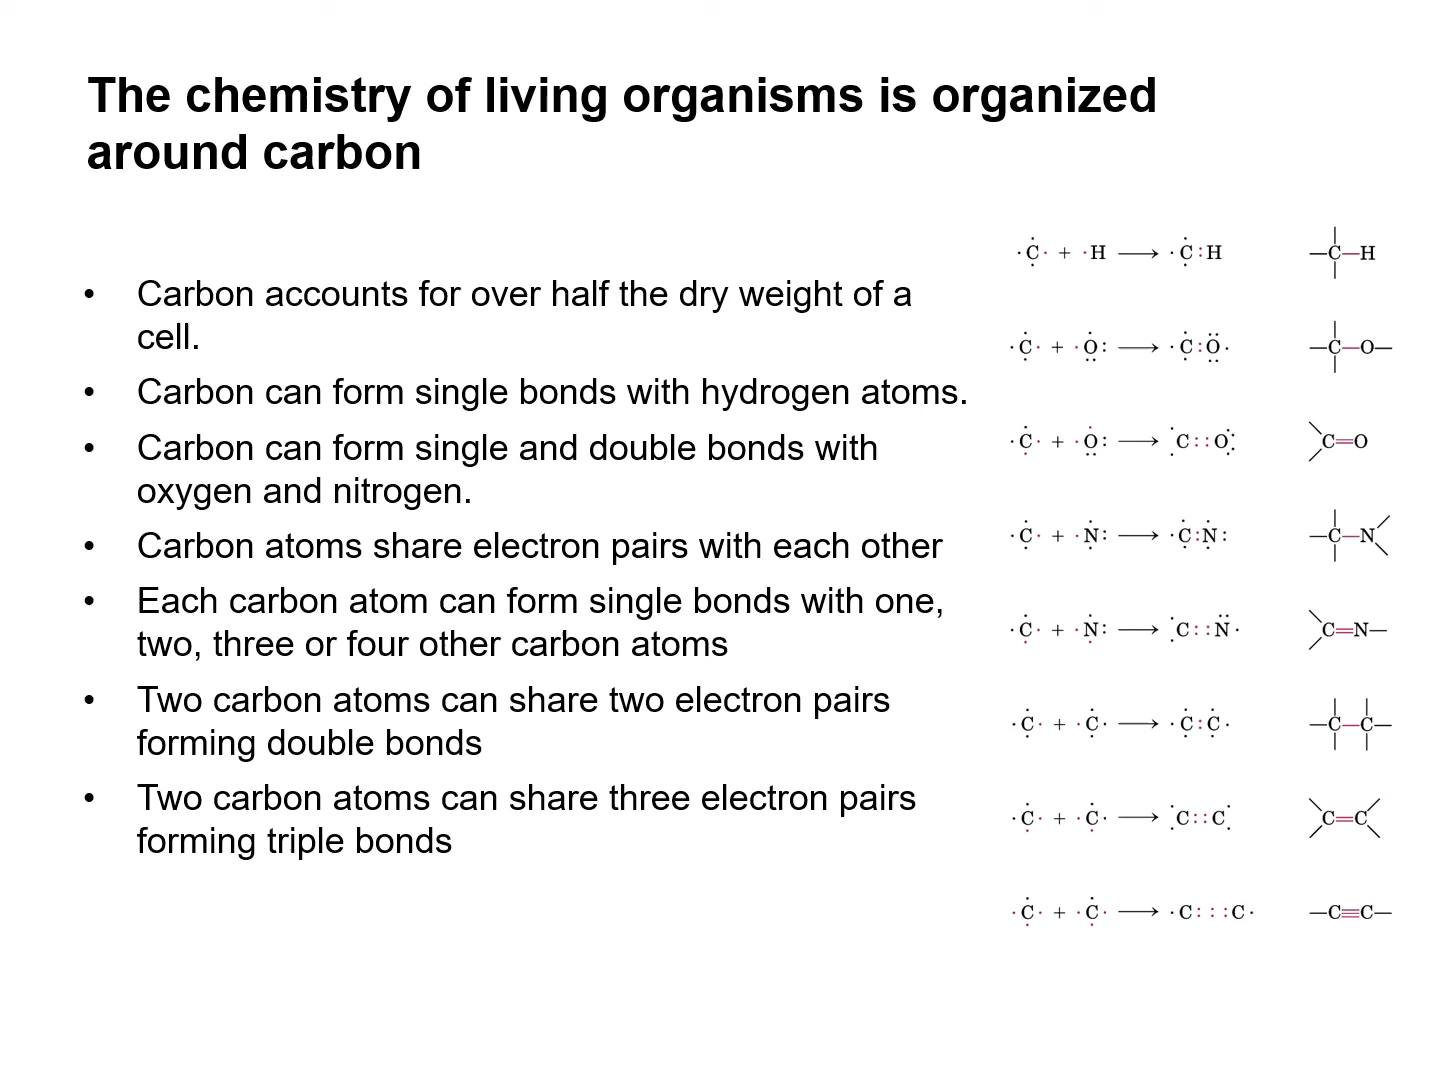 The chemistry of living organisms is organized
around carbon
• Carbon accounts for over half the dry weight of a
cell.
• Carbon can form single bonds with hydrogen atoms.
• Carbon can form single and double bonds with
oxygen and nitrogen.
• Carbon atoms share electron pairs with each other
• Each carbon atom can form single bonds with one,
two, three or four other carbon atoms
• Two carbon atoms can share two electron pairs
forming double bonds
• Two carbon atoms can share three electron pairs
forming triple bonds
·C· + ·H ⟶ ·C:H —C—H
·C· + ·O: ⟶ ·C:O· —C—O—
·C· + ·O: ⟶ C::O C=O
·C· + ·N: ⟶ ·C:N: —C—N
·C· + ·N: ⟶ C::N· C=N—
·C· + ·C· ⟶ ·C:C· —C—C—
·C· + ·C· ⟶ C::C C=C
·C· + ·C· ⟶ ·C:::C· —C≡C—